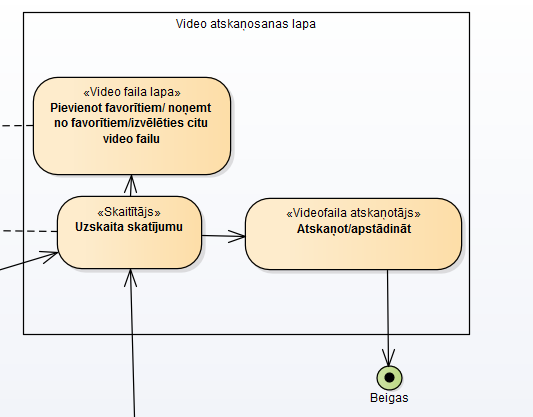 Video atskaņosanas lapa
«Video faila lapa»
Pievienot favorītiem/ noņemt
no favorītiem/izvēlēties citu
video failu
«Skaitītājs»
Uzskaita skatījumu
«Videofaila atskaņotājs»
Atskaņot/apstādināt
Beigas